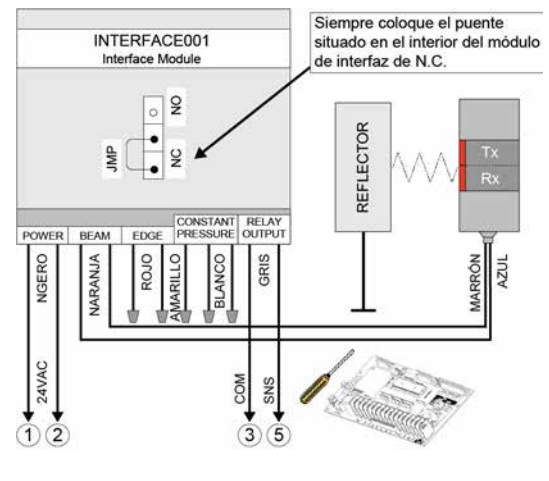 INTERFACE001
Interface Module
Siempre coloque el puente
situado en el interior del módulo
de interfaz de N.C.
NO
JMP
NC
REFLECTOR
Tx
Rx
POWER
BEAM
EDGE
CONSTANT
PRESSURE
RELAY
OUTPUT
NGERO
NARANJA
ROJO
AMARILLO
BLANCO
GRIS
MARRÓN
AZUL
24VAC
COM
SNS
1
2
3
5